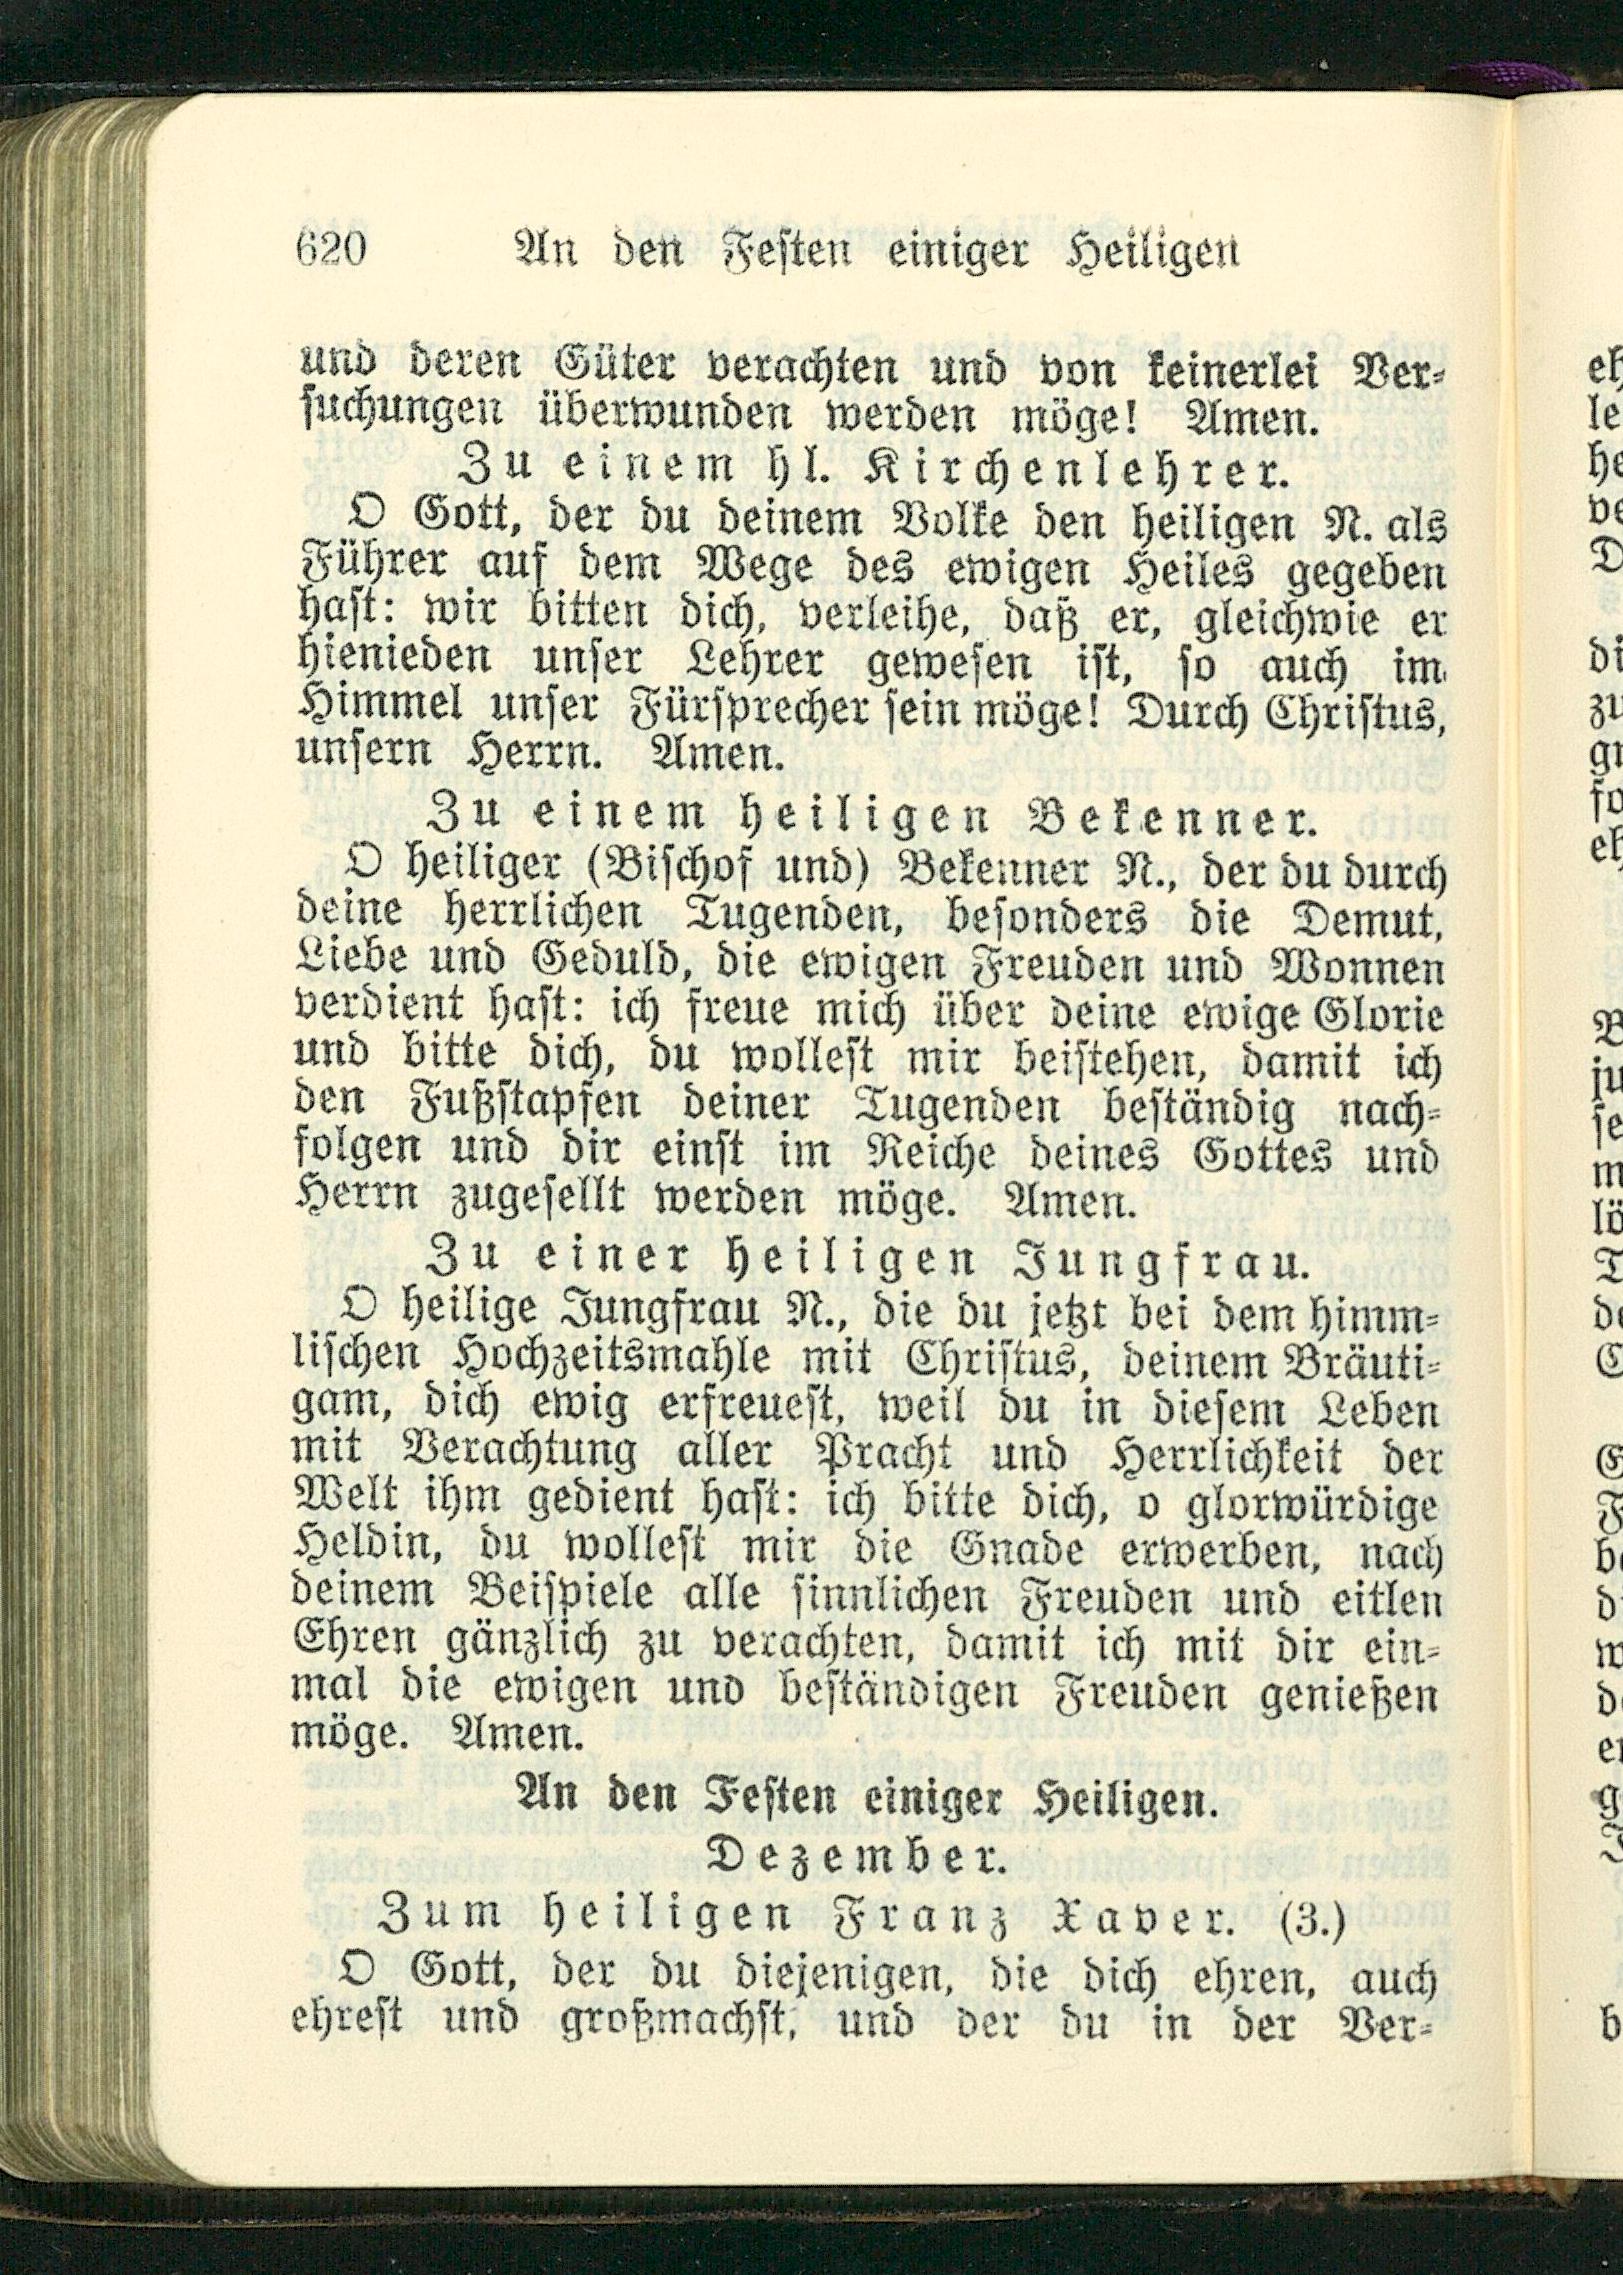 620 An den Festen einiger Heiligen
und deren Güter verachten und von keinerlei Ver-
suchungen überwunden werden möge! Amen.
Zu einem hl. Kirchenlehrer.
O Gott, der du deinem Volke den heiligen N. als
Führer auf dem Wege des ewigen Heiles gegeben
hast: wir bitten dich, verleihe, daß er, gleichwie er
hienieden unser Lehrer gewesen ist, so auch im
Himmel unser Fürsprecher sein möge! Durch Christus,
unsern Herrn. Amen.
Zu einem heiligen Bekenner.
O heiliger (Bischof und) Bekenner N., der du durch
deine herrlichen Tugenden, besonders die Demut,
Liebe und Geduld, die ewigen Freuden und Wonnen
verdient hast: ich freue mich über deine ewige Glorie
und bitte dich, du wollest mir beistehen, damit ich
den Fußstapfen deiner Tugenden beständig nach-
folgen und dir einst im Reiche deines Gottes und
Herrn zugesellt werden möge. Amen.
Zu einer heiligen Jungfrau.
O heilige Jungfrau N., die du jetzt bei dem himm-
lischen Hochzeitsmahle mit Christus, deinem Bräuti-
gam, dich ewig erfreuest, weil du in diesem Leben
mit Verachtung aller Pracht und Herrlichkeit der
Welt ihm gedient hast: ich bitte dich, o glorwürdige
Heldin, du wollest mir die Gnade erwerben, nach
deinem Beispiele alle sinnlichen Freuden und eitlen
Ehren gänzlich zu verachten, damit ich mit dir ein-
mal die ewigen und beständigen Freuden genießen
möge. Amen.
An den Festen einiger Heiligen.
Dezember.
Zum heiligen Franz Xaver. (3.)
O Gott, der du diejenigen, die dich ehren, auch
ehrest und großmachst, und der du in der Ver-